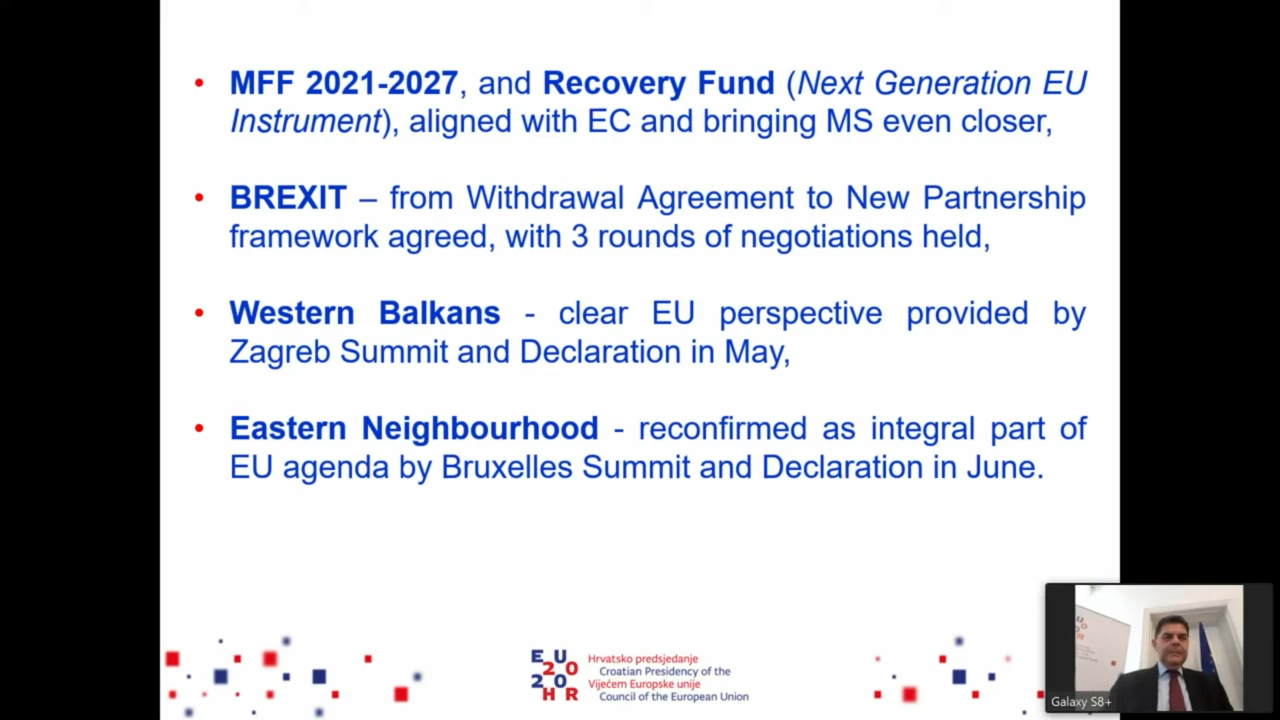 • MFF 2021-2027, and Recovery Fund (Next Generation EU
Instrument), aligned with EC and bringing MS even closer,
• BREXIT – from Withdrawal Agreement to New Partnership
framework agreed, with 3 rounds of negotiations held,
• Western Balkans - clear EU perspective provided by
Zagreb Summit and Declaration in May,
• Eastern Neighbourhood - reconfirmed as integral part of
EU agenda by Bruxelles Summit and Declaration in June.
EU
20
20
HR
Hrvatsko predsjedanje
Croatian Presidency of the
Vijećem Europske unije
Council of the European Union
Galaxy S8+